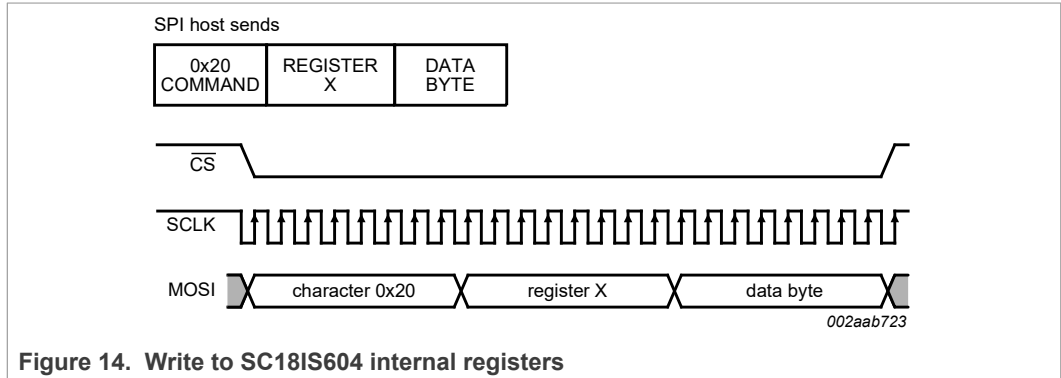 SPI host sends
0x20 COMMAND
REGISTER X
DATA BYTE
CS
SCLK
MOSI
character 0x20
register X
data byte
002aab723
Figure 14. Write to SC18IS604 internal registers